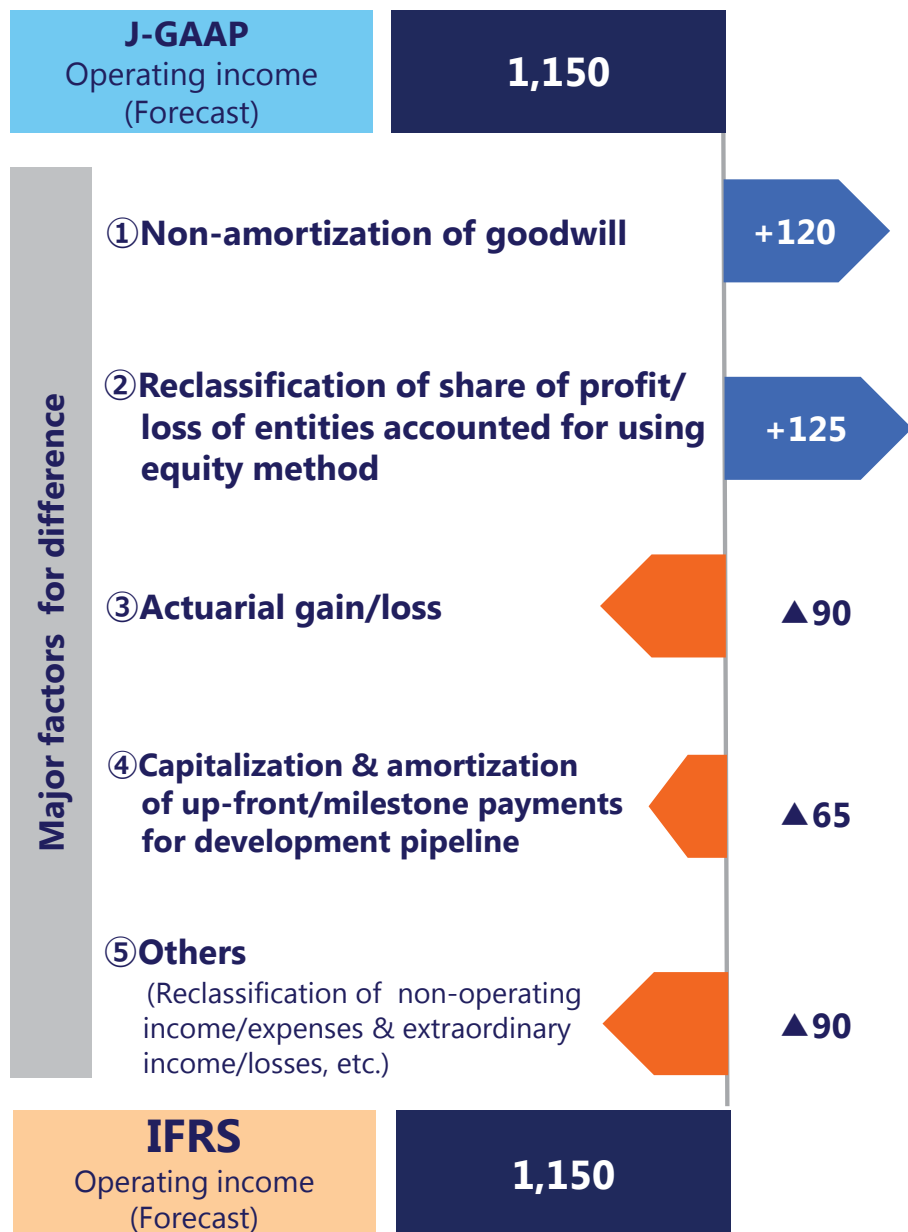 J-GAAP
Operating income
(Forecast)
1,150
Major factors for difference
①Non-amortization of goodwill
+120
②Reclassification of share of profit/
loss of entities accounted for using
equity method
+125
③Actuarial gain/loss
▲90
④Capitalization & amortization
of up-front/milestone payments
for development pipeline
▲65
⑤Others
(Reclassification of non-operating
income/expenses & extraordinary
income/losses, etc.)
▲90
IFRS
Operating income
(Forecast)
1,150